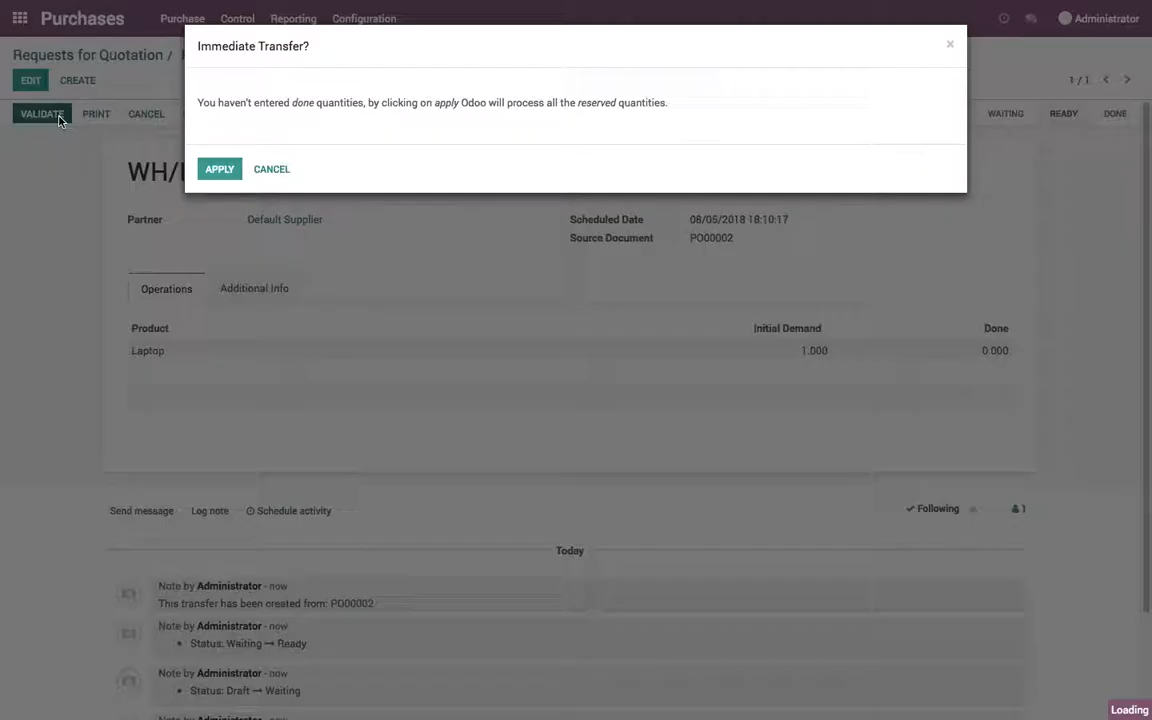 Purchases Purchase Control Reporting Configuration Administrator
Requests for Quotation /
Immediate Transfer? ×
EDIT CREATE 1 / 1
You haven't entered done quantities, by clicking on apply Odoo will process all the reserved quantities.
VALIDATE PRINT CANCEL WAITING READY DONE
APPLY CANCEL
WH/
Partner Default Supplier Scheduled Date 08/05/2018 18:10:17
Source Document PO00002
Operations Additional Info
Product Initial Demand Done
Laptop 1.000 0.000
Send message Log note Schedule activity Following 1
Today
Note by Administrator - now
This transfer has been created from: PO00002
Note by Administrator - now
• Status: Waiting → Ready
Note by Administrator - now
• Status: Draft → Waiting
Note by Administrator - now
Loading